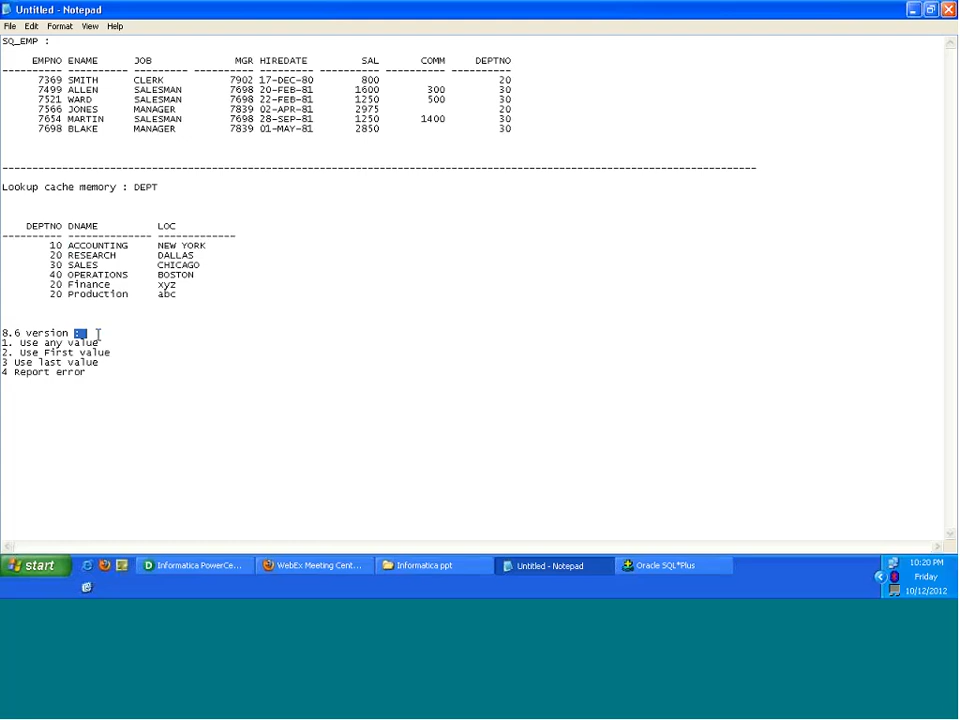 Untitled - Notepad
File Edit Format View Help
SQ_EMP :
EMPNO ENAME JOB MGR HIREDATE SAL COMM DEPTNO
---------- ---------- --------- ---------- --------- ---------- ---------- ----------
7369 SMITH CLERK 7902 17-DEC-80 800 20
7499 ALLEN SALESMAN 7698 20-FEB-81 1600 300 30
7521 WARD SALESMAN 7698 22-FEB-81 1250 500 30
7566 JONES MANAGER 7839 02-APR-81 2975 20
7654 MARTIN SALESMAN 7698 28-SEP-81 1250 1400 30
7698 BLAKE MANAGER 7839 01-MAY-81 2850 30
------------------------------------------------------------------------------------------------------------------------------
Lookup cache memory : DEPT
DEPTNO DNAME LOC
---------- -------------- -------------
10 ACCOUNTING NEW YORK
20 RESEARCH DALLAS
30 SALES CHICAGO
40 OPERATIONS BOSTON
20 Finance xyz
20 Production abc
8.6 version :
1. Use any value
2. Use First value
3 Use last value
4 Report error
start
Informatica PowerCe...
WebEx Meeting Cent...
Informatica ppt
Untitled - Notepad
Oracle SQL*Plus
10:20 PM
Friday
10/12/2012